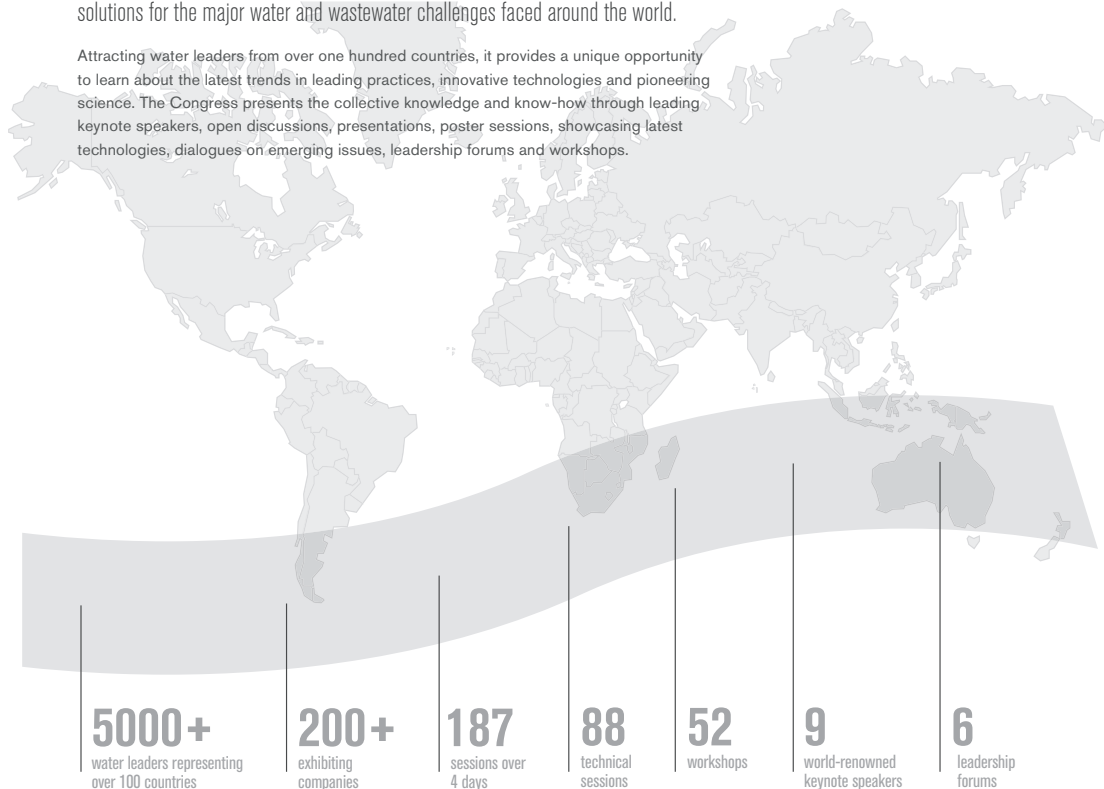 solutions for the major water and wastewater challenges faced around the world.
Attracting water leaders from over one hundred countries, it provides a unique opportunity
to learn about the latest trends in leading practices, innovative technologies and pioneering
science. The Congress presents the collective knowledge and know-how through leading
keynote speakers, open discussions, presentations, poster sessions, showcasing latest
technologies, dialogues on emerging issues, leadership forums and workshops.
5000+
water leaders representing
over 100 countries
200+
exhibiting
companies
187
sessions over
4 days
88
technical
sessions
52
workshops
9
world-renowned
keynote speakers
6
leadership
forums